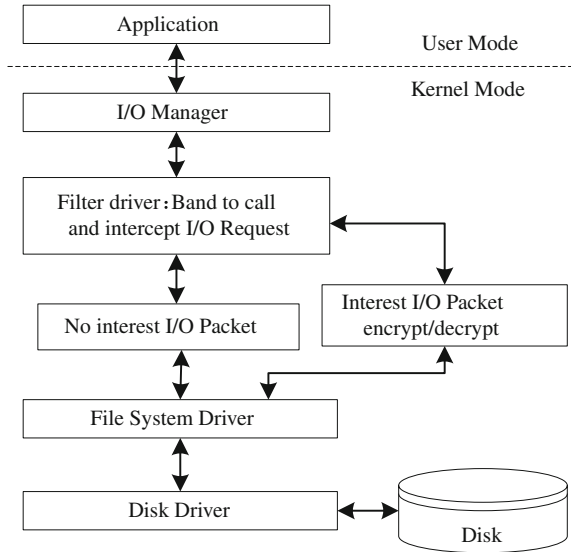 Application
User Mode
Kernel Mode
I/O Manager
Filter driver:Band to call
and intercept I/O Request
No interest I/O Packet
Interest I/O Packet
encrypt/decrypt
File System Driver
Disk Driver
Disk